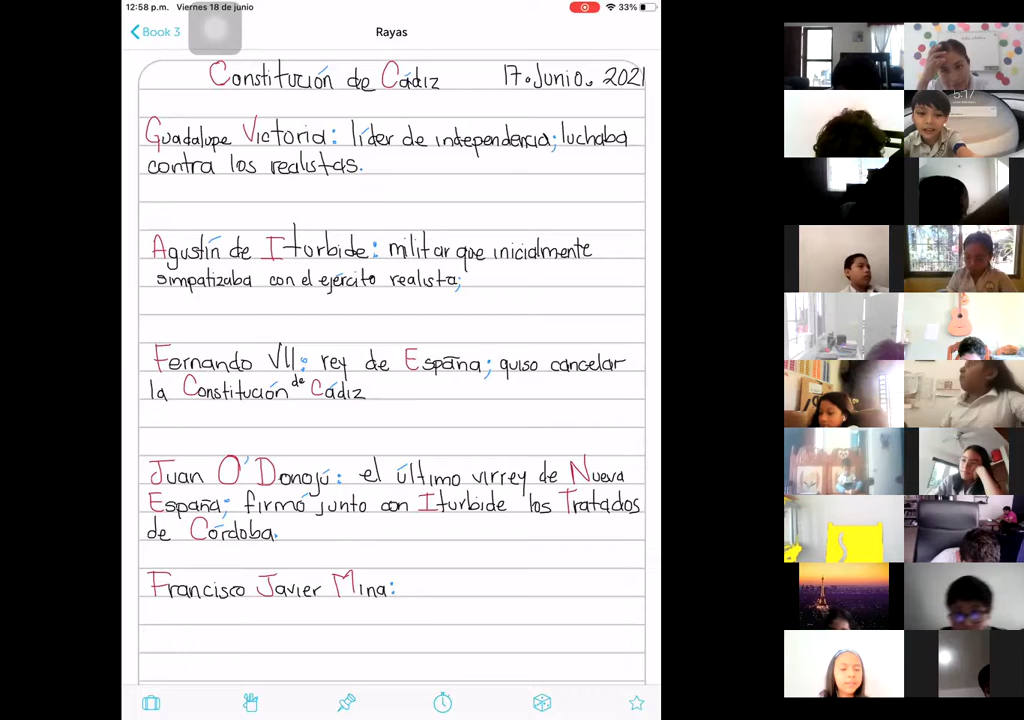 12:58 p.m. Viernes 18 de junio
33%
Book 3
Rayas
Constitución de Cádiz 17.Junio.2021
Guadalupe Victoria: líder de independencia; luchaba
contra los realistas.
Agustín de Iturbide: militar que inicialmente
simpatizaba con el ejército realista;
Fernando VII: rey de España; quiso cancelar
la Constitución de Cádiz
Juan O'Donojú: el último virrey de Nueva
España; firmó junto con Iturbide los Tratados
de Córdoba.
Francisco Javier Mina:
5:17